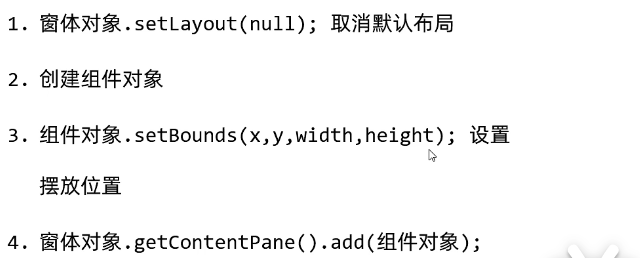 1. 窗体对象.setLayout(null); 取消默认布局
2. 创建组件对象
3. 组件对象.setBounds(x,y,width,height); 设置
摆放位置
4. 窗体对象.getContentPane().add(组件对象);